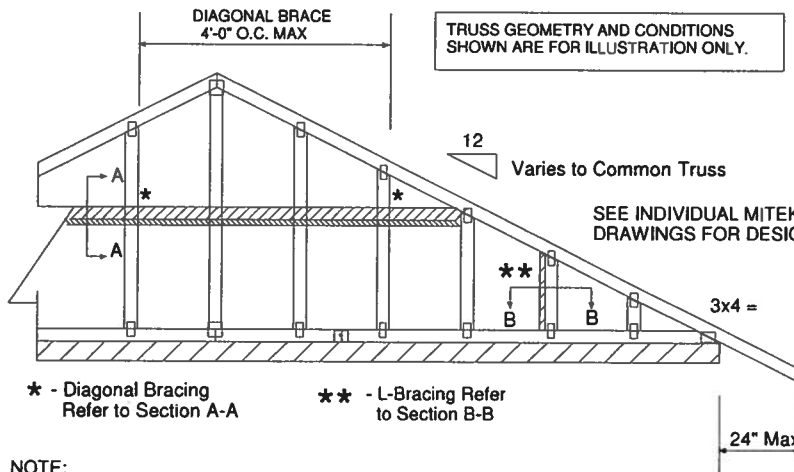 DIAGONAL BRACE
4'-0" O.C. MAX
TRUSS GEOMETRY AND CONDITIONS
SHOWN ARE FOR ILLUSTRATION ONLY.
12
Varies to Common Truss
A
*
*
SEE INDIVIDUAL MITEK
DRAWINGS FOR DESIG
A
**
B B
3x4 =
* - Diagonal Bracing
Refer to Section A-A
** - L-Bracing Refer
to Section B-B
24" Max
NOTE: